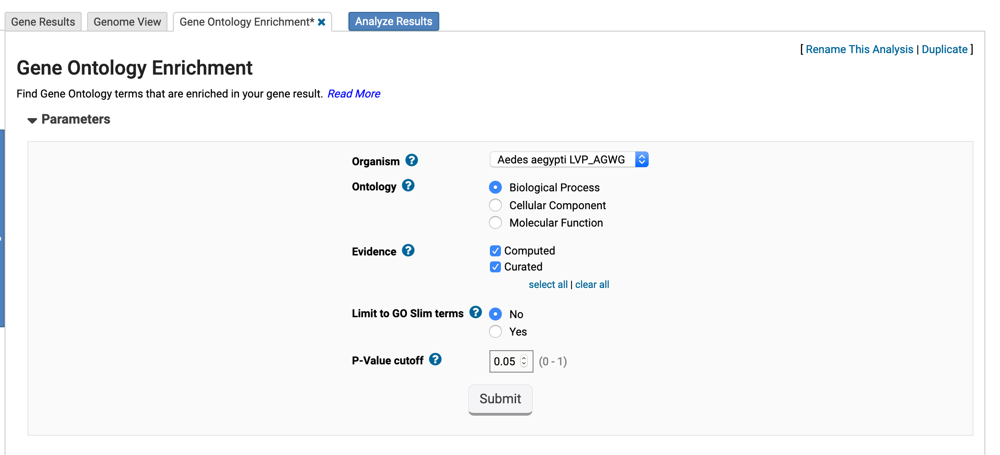 Gene Results Genome View Gene Ontology Enrichment* Analyze Results
[ Rename This Analysis | Duplicate ]
Gene Ontology Enrichment
Find Gene Ontology terms that are enriched in your gene result. Read More
Parameters
Organism ? Aedes aegypti LVP_AGWG
Ontology ? Biological Process
Cellular Component
Molecular Function
Evidence ? Computed
Curated
select all | clear all
Limit to GO Slim terms ? No
Yes
P-Value cutoff ? 0.05 (0 - 1)
Submit